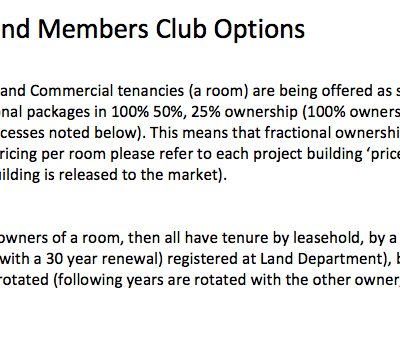 nd Members Club Options
and Commercial tenancies (a room) are being offered as s
nal packages in 100% 50%, 25% ownership (100% owners
cesses noted below). This means that fractional ownershi
ricing per room please refer to each project building ‘price
ilding is released to the market).
owners of a room, then all have tenure by leasehold, by a
with a 30 year renewal) registered at Land Department), b
rotated (following years are rotated with the other owner,